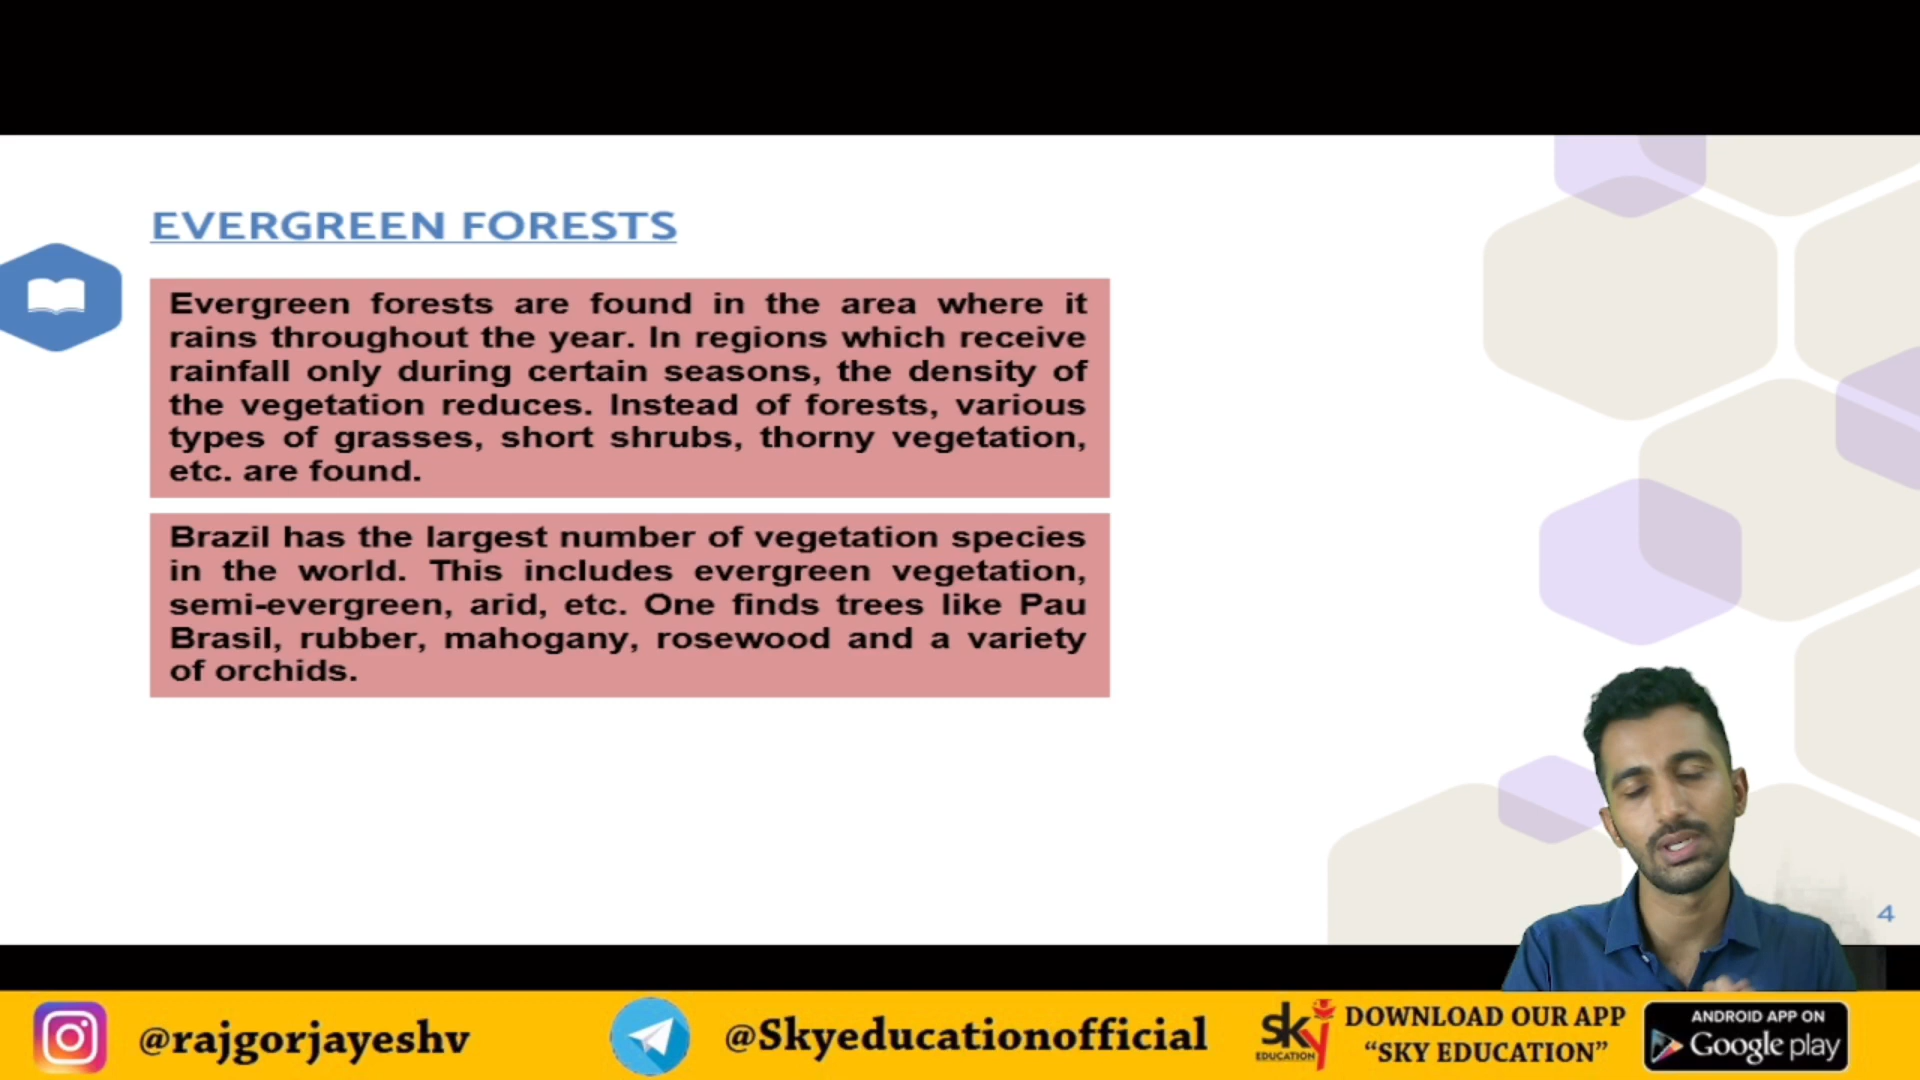 EVERGREEN FORESTS
Evergreen forests are found in the area where it
rains throughout the year. In regions which receive
rainfall only during certain seasons, the density of
the vegetation reduces. Instead of forests, various
types of grasses, short shrubs, thorny vegetation,
etc. are found.
Brazil has the largest number of vegetation species
in the world. This includes evergreen vegetation,
semi-evergreen, arid, etc. One finds trees like Pau
Brasil, rubber, mahogany, rosewood and a variety
of orchids.
4
@rajgorjayeshv
@Skyeducationofficial
sky
EDUCATION
DOWNLOAD OUR APP
“SKY EDUCATION”
ANDROID APP ON
Google play